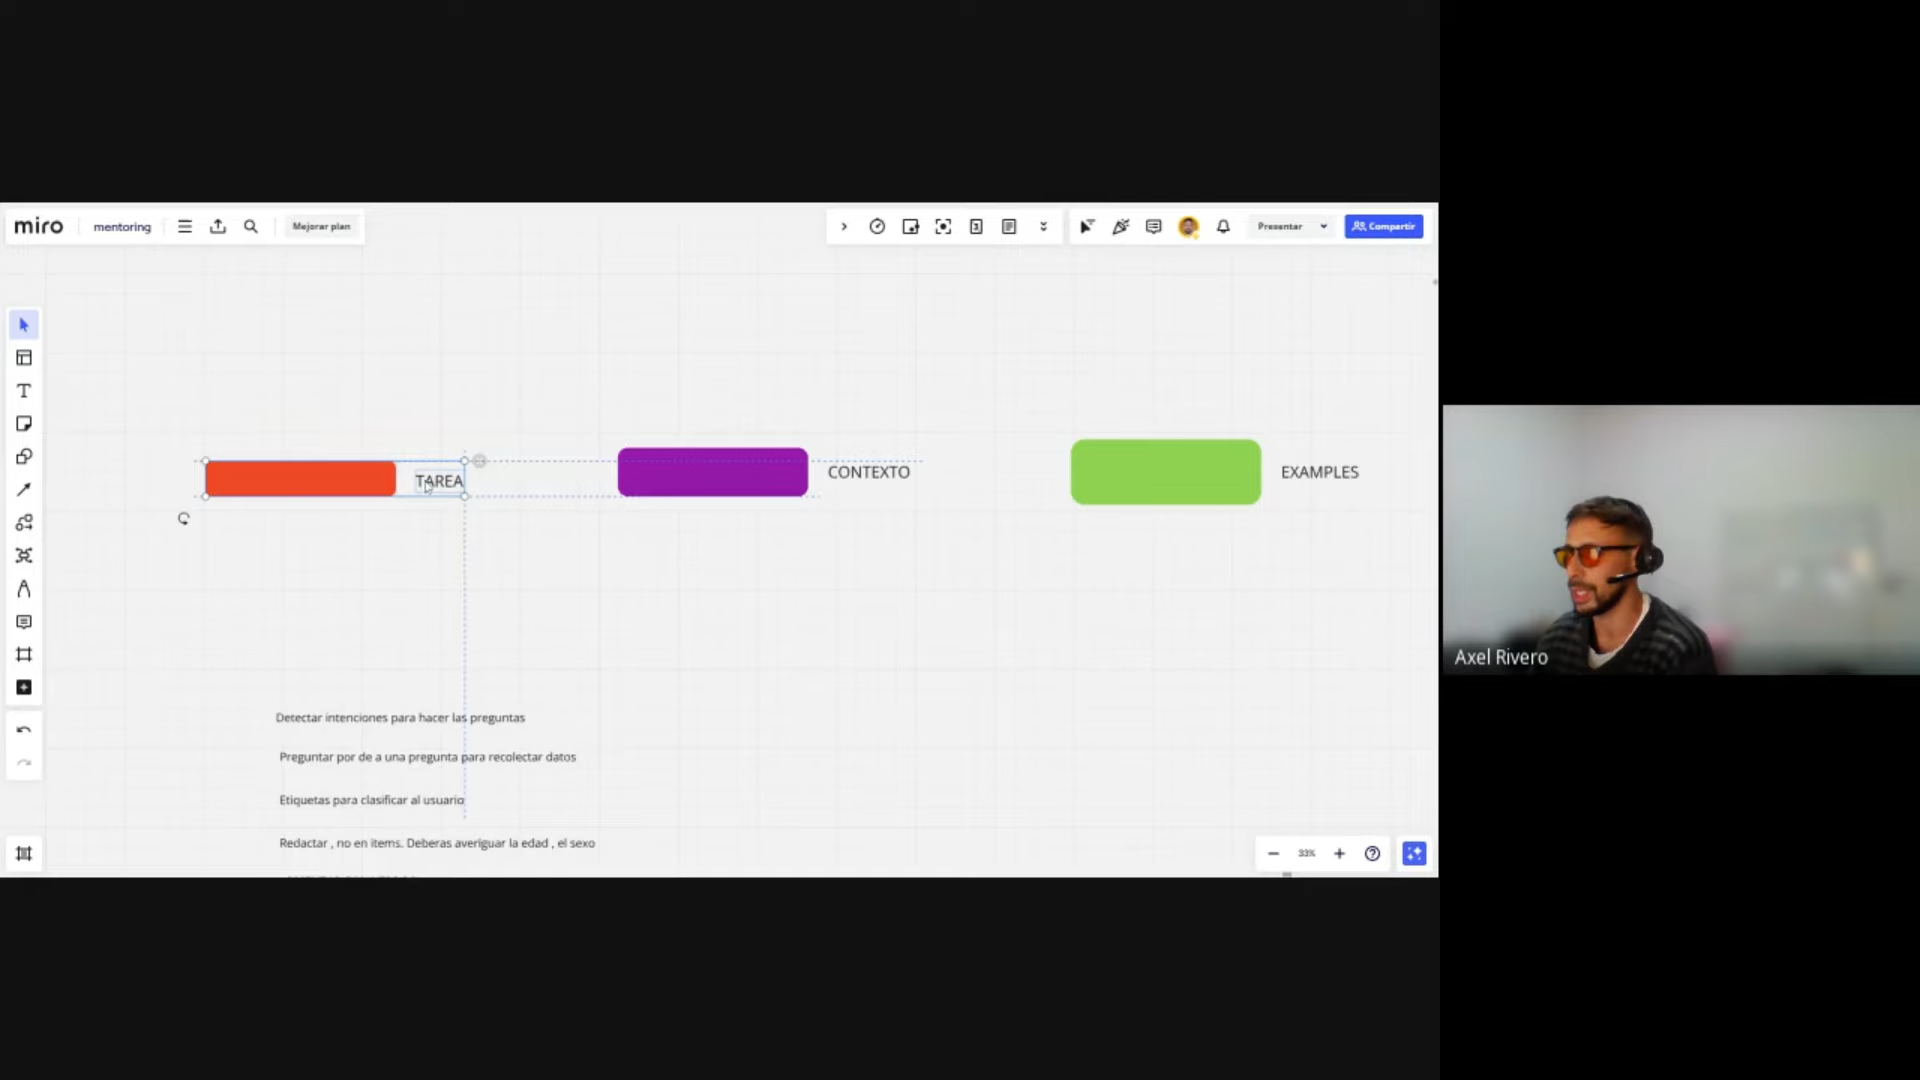 miro
mentoring
Mejorar plan
Presentar
Compartir
TAREA
CONTEXTO
EXAMPLES
Axel Rivero
Detectar intenciones para hacer las preguntas
Preguntar por de a una pregunta para recolectar datos
Etiquetas para clasificar al usuario
Redactar , no en items. Deberas averiguar la edad , el sexo
33%